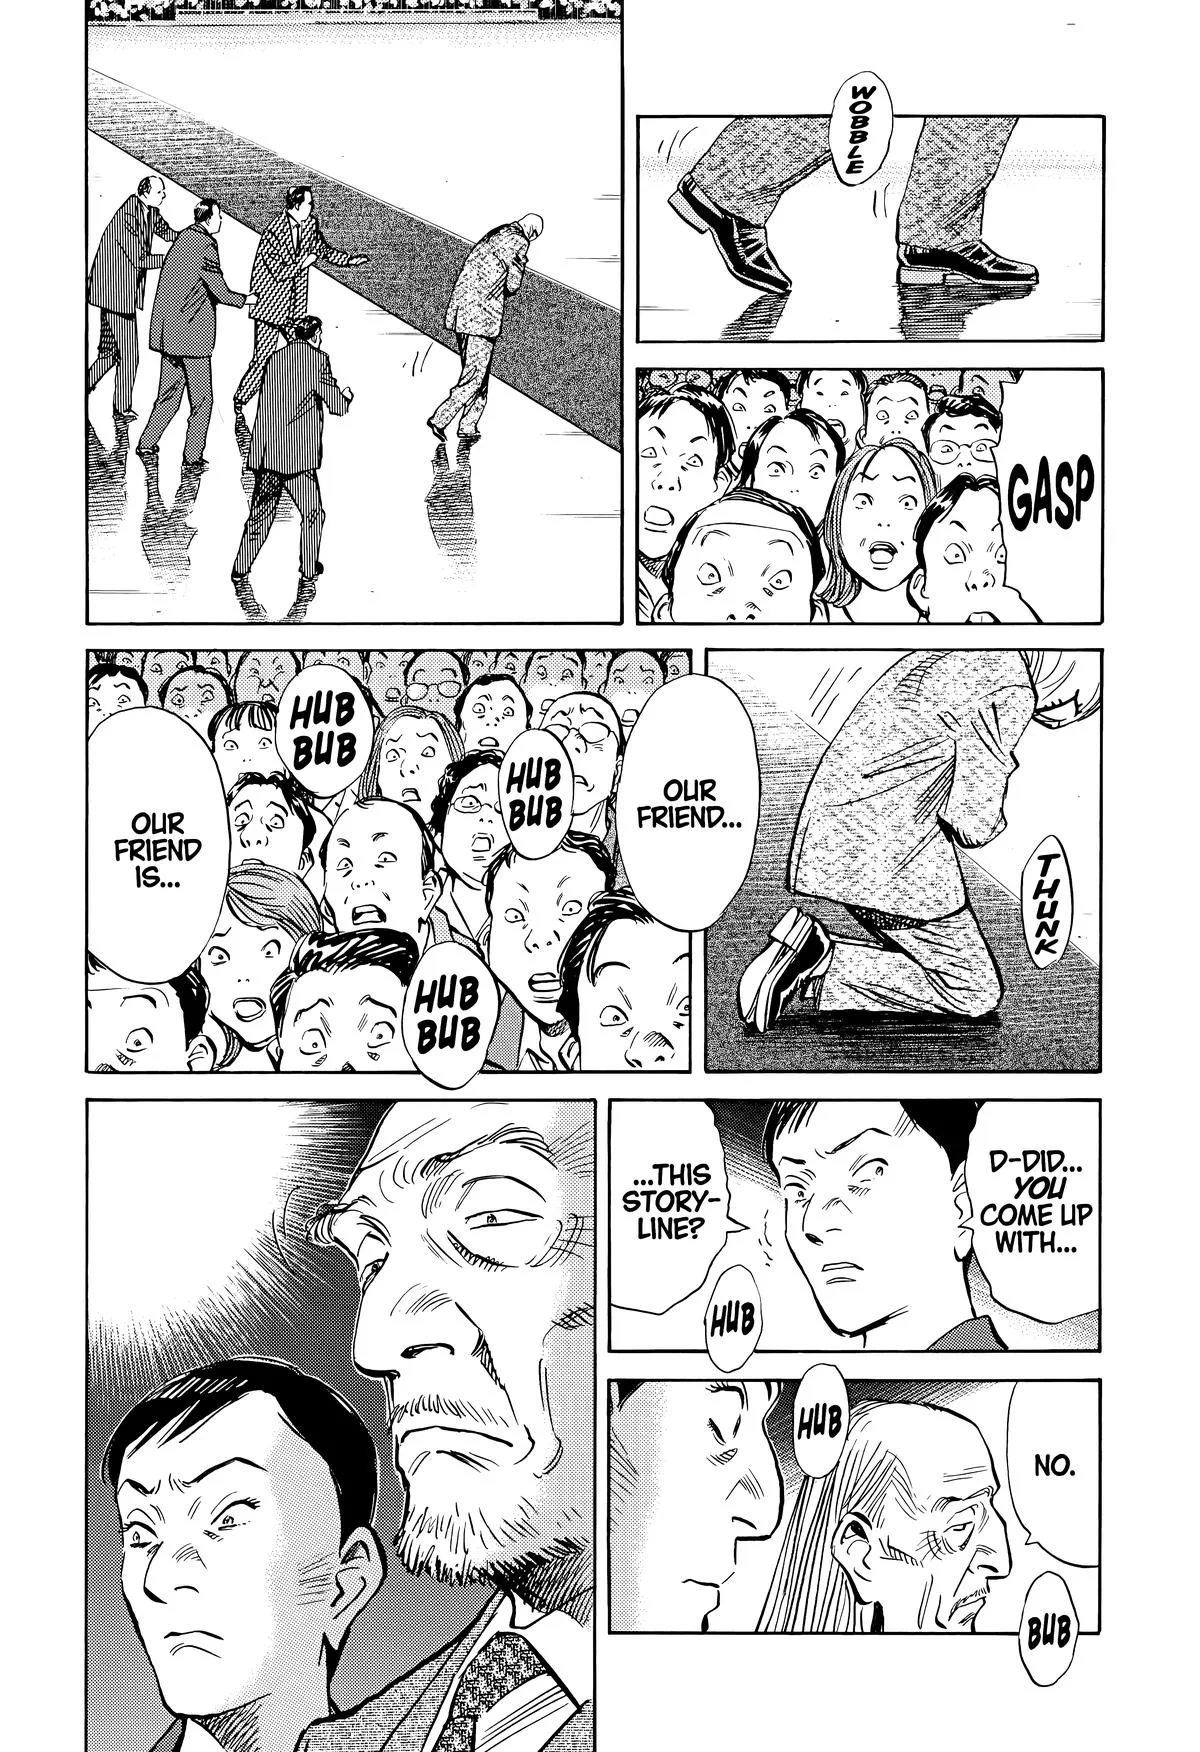 WOBBLE
GASP
THUNK
OUR
FRIEND...
HUB
BUB
HUB
BUB
HUB
BUB
OUR
FRIEND
IS...
D-DID...
YOU
COME UP
WITH...
...THIS
STORY-
LINE?
HUB
NO.
HUB
BUB